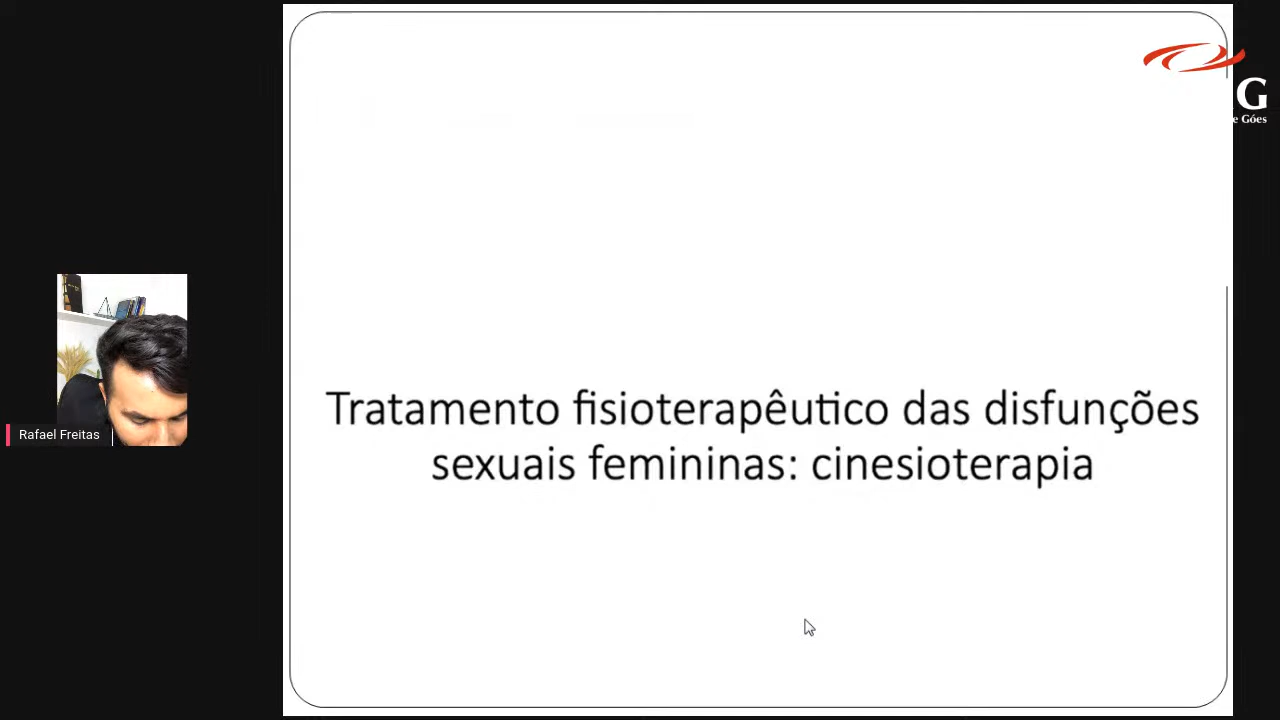 G
e Góes
Tratamento fisioterapêutico das disfunções
sexuais femininas: cinesioterapia
Rafael Freitas